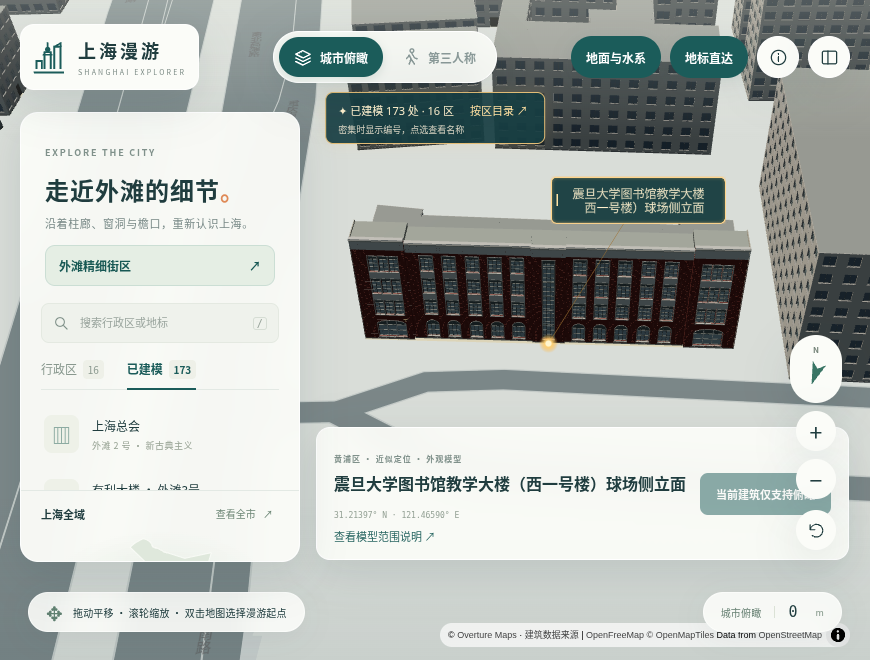 上海漫游
SHANGHAI EXPLORER
城市俯瞰
第三人称
地面与水系
地标直达
✦ 已建模 173 处 · 16 区 按区目录 ↗
密集时显示编号，点选查看名称
EXPLORE THE CITY
走近外滩的细节。
沿着柱廊、窗洞与檐口，重新认识上海。
外滩精细街区 ↗
搜索行政区或地标 /
行政区 16 已建模 173
上海总会
外滩 2 号 · 新古典主义
有利大楼 · 外滩3号
上海全域 查看全市 ↗
震旦大学图书馆教学大楼
西一号楼）球场侧立面
N
+
−
黄浦区 · 近似定位 · 外观模型
震旦大学图书馆教学大楼（西一号楼）球场侧立面
31.21397° N · 121.46590° E
查看模型范围说明 ↗
当前建筑仅支持俯
拖动平移 · 滚轮缩放 · 双击地图选择漫游起点
城市俯瞰 0 m
© Overture Maps · 建筑数据来源 | OpenFreeMap © OpenMapTiles Data from OpenStreetMap